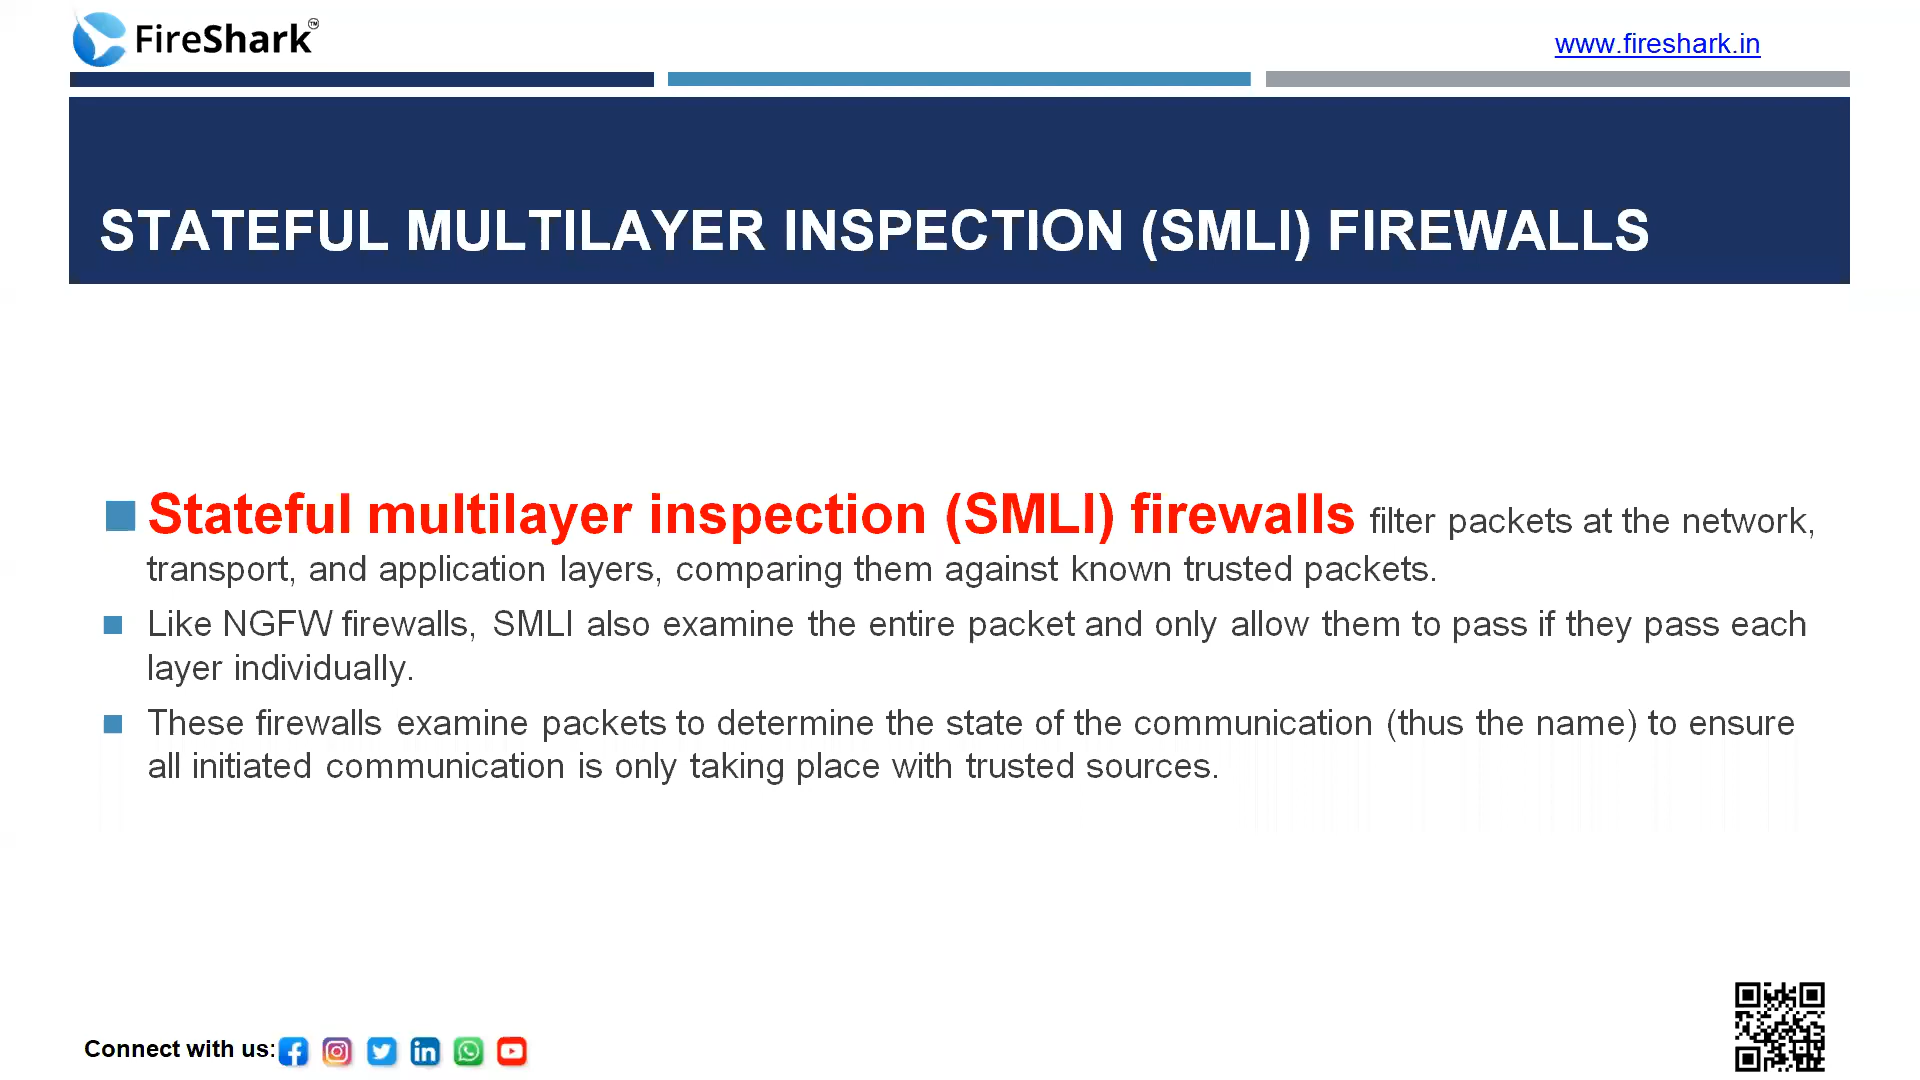 FireShark™
www.fireshark.in
STATEFUL MULTILAYER INSPECTION (SMLI) FIREWALLS
Stateful multilayer inspection (SMLI) firewalls filter packets at the network,
transport, and application layers, comparing them against known trusted packets.
Like NGFW firewalls, SMLI also examine the entire packet and only allow them to pass if they pass each
layer individually.
These firewalls examine packets to determine the state of the communication (thus the name) to ensure
all initiated communication is only taking place with trusted sources.
Connect with us: